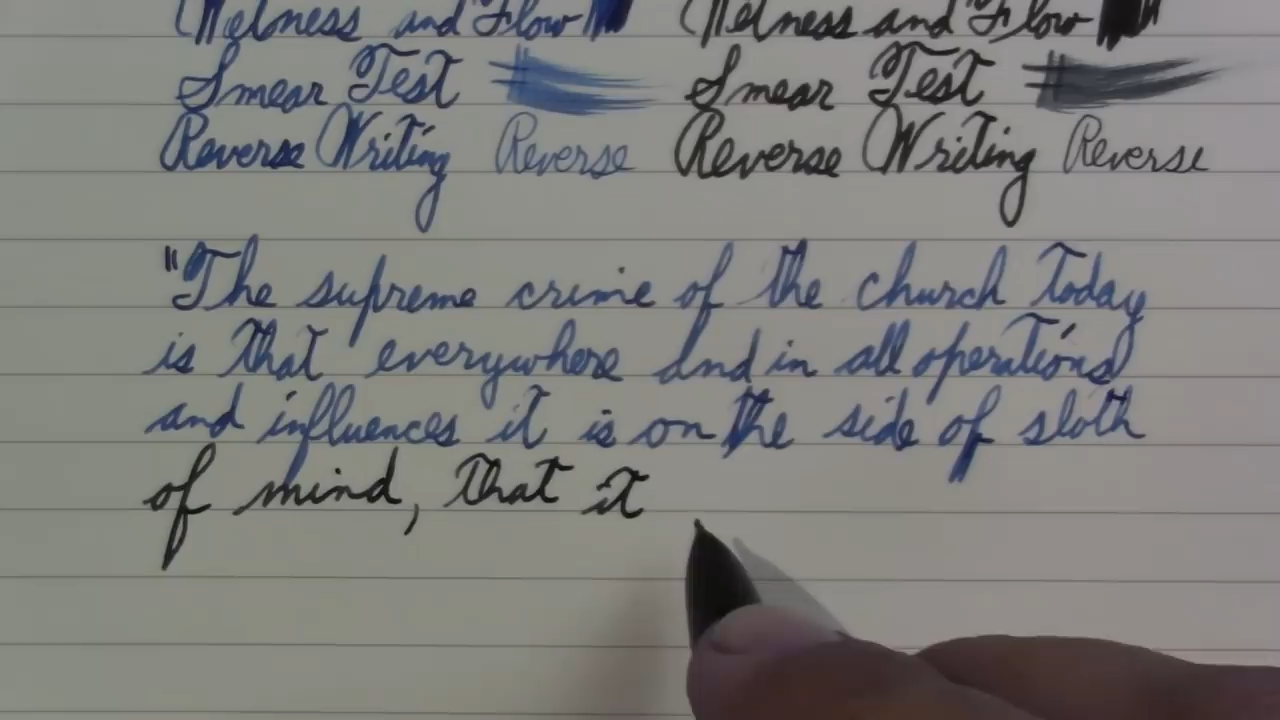 Wetness and Flow Wetness and Flow
Smear Test Smear Test
Reverse Writing Reverse Reverse Writing Reverse
"The supreme crime of the church today
is that everywhere and in all operations
and influences it is on the side of sloth
of mind, that it